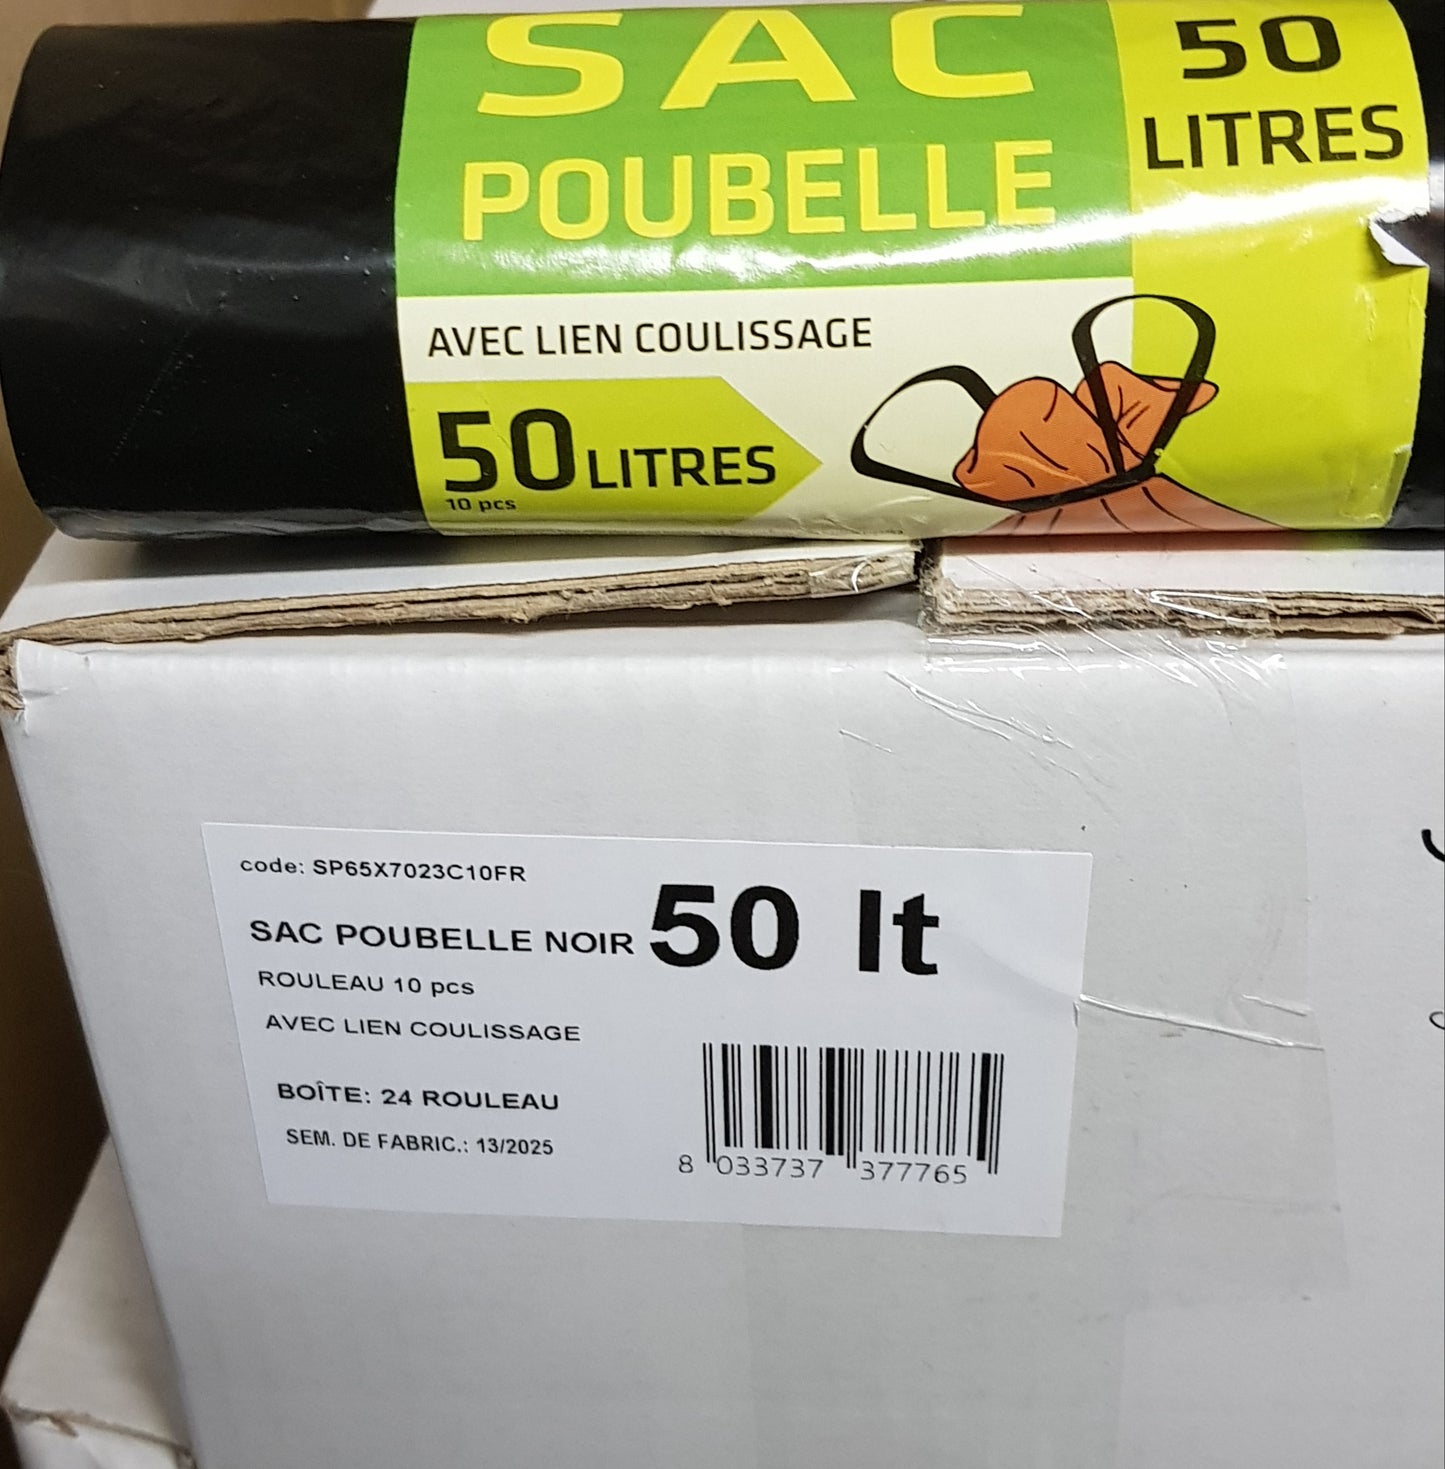 SAC
POUBELLE
50
LITRES
AVEC LIEN COULISSAGE
50 LITRES
10 pcs
code: SP65X7023C10FR
SAC POUBELLE NOIR 50 lt
ROULEAU 10 pcs
AVEC LIEN COULISSAGE
BOÎTE: 24 ROULEAU
SEM. DE FABRIC.: 13/2025
8 033737 377765